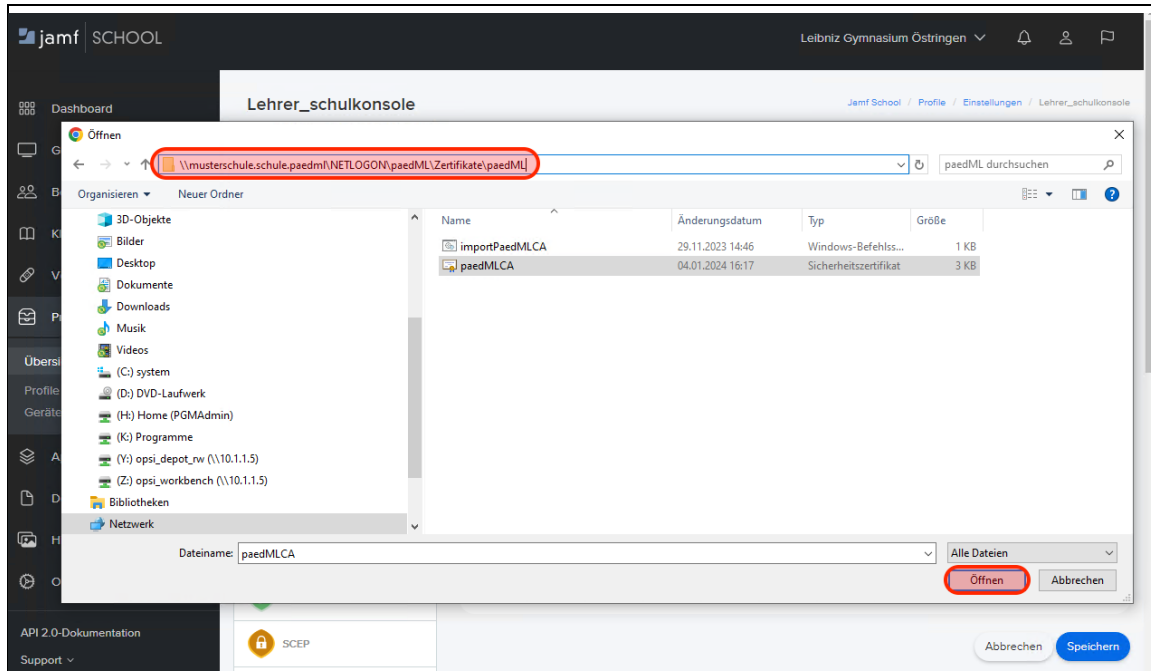 jamf SCHOOL
Leibniz Gymnasium Östringen
Dashboard
Lehrer_schulkonsole
Jamf School / Profile / Einstellungen / Lehrer_schulkonsole
Öffnen
\\musterschule.schule.paedml\NETLOGON\paedML\Zertifikate\paedML
paedML durchsuchen
Organisieren
Neuer Ordner
3D-Objekte
Bilder
Desktop
Dokumente
Downloads
Musik
Videos
(C:) system
(D:) DVD-Laufwerk
(H:) Home (PGMAdmin)
(K:) Programme
(Y:) opsi_depot_rw (\\10.1.1.5)
(Z:) opsi_workbench (\\10.1.1.5)
Bibliotheken
Netzwerk
Name Änderungsdatum Typ Größe
importPaedMLCA 29.11.2023 14:46 Windows-Befehlss... 1 KB
paedMLCA 04.01.2024 16:17 Sicherheitszertifikat 3 KB
Dateiname: paedMLCA
Alle Dateien
Öffnen
Abbrechen
G
B
K
V
P
Übersi
Profile
Geräte
A
D
H
O
API 2.0-Dokumentation
Support
SCEP
Abbrechen
Speichern